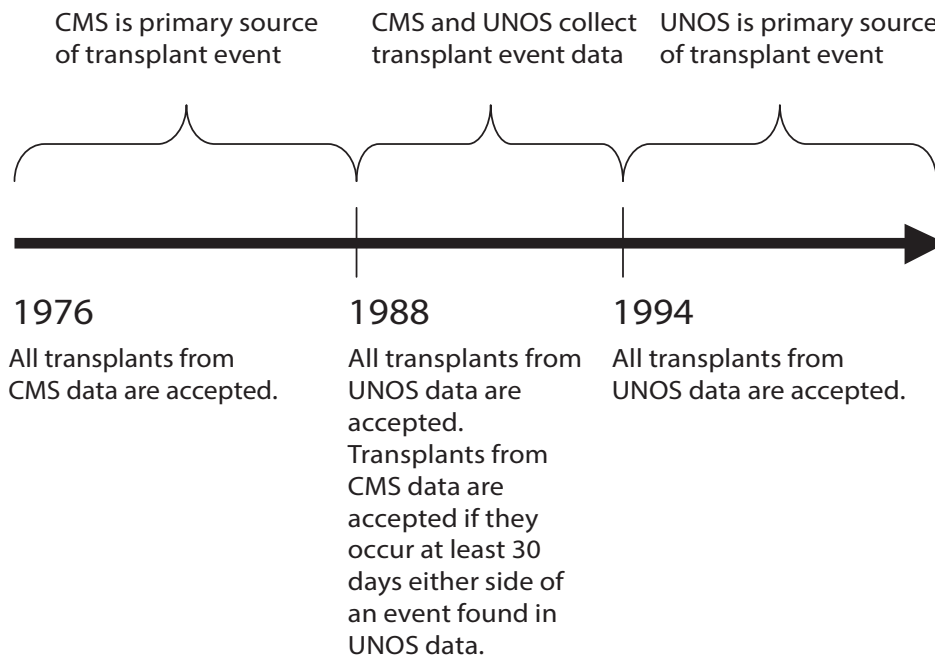 CMS is primary source
of transplant event
CMS and UNOS collect
transplant event data
UNOS is primary source
of transplant event
1976
All transplants from
CMS data are accepted.
1988
All transplants from
UNOS data are
accepted.
Transplants from
CMS data are
accepted if they
occur at least 30
days either side of
an event found in
UNOS data.
1994
All transplants from
UNOS data are accepted.